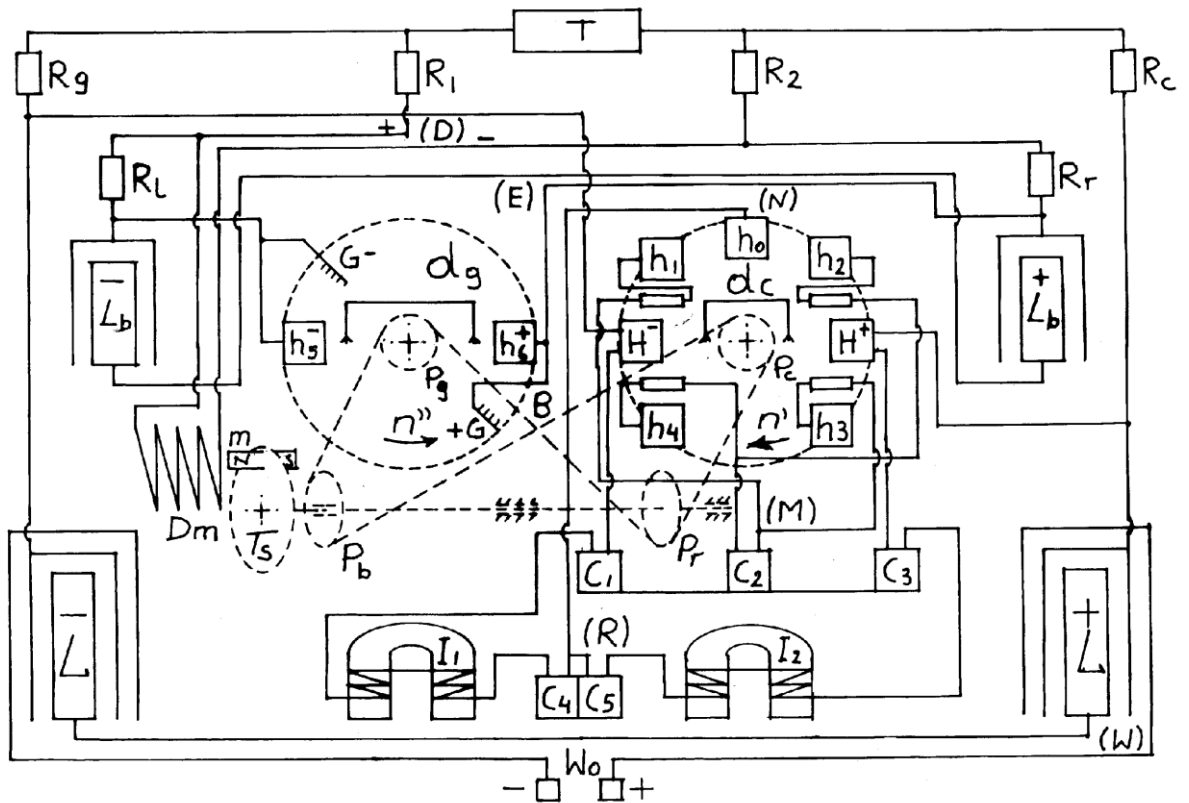 T
Rg R1 R2 Rc
+ (D) -
Rl Rr
(E) (N)
G- h1 h0 h2
dg dc
- Lb + Lb
h5- h6+ H- H+
Pg Pc
B
n'' +G h4 n' h3
m
N S
(M)
Dm Ts Pb Pr
C1 C2 C3
- L I1 (R) I2 + L
C4 C5
(W)
Wo
- +